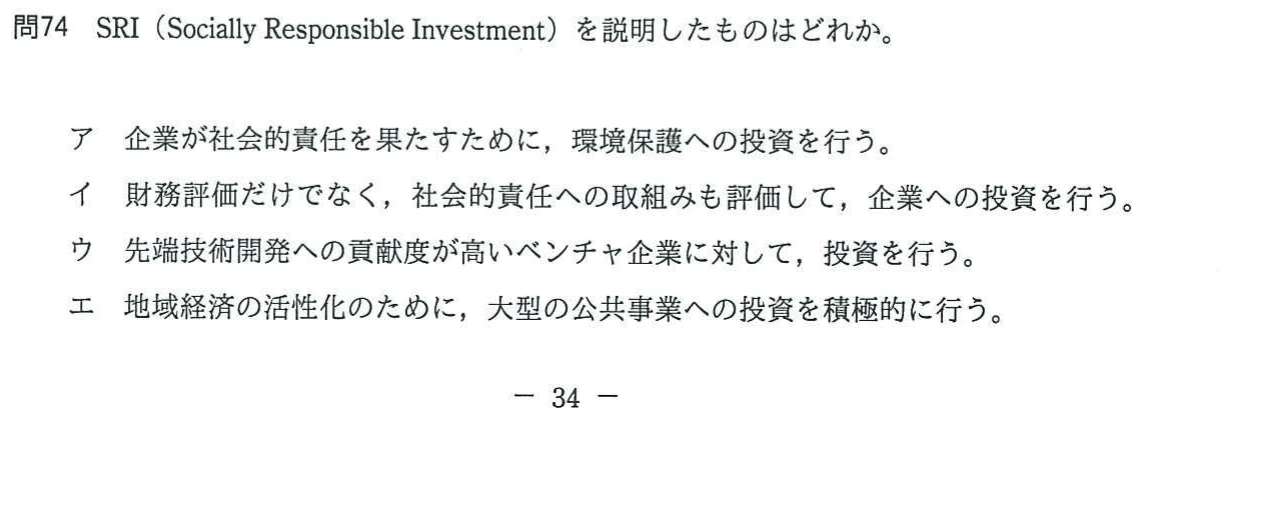 問74　SRI（Socially Responsible Investment）を説明したものはどれか。
ア　企業が社会的責任を果たすために，環境保護への投資を行う。
イ　財務評価だけでなく，社会的責任への取組みも評価して，企業への投資を行う。
ウ　先端技術開発への貢献度が高いベンチャ企業に対して，投資を行う。
エ　地域経済の活性化のために，大型の公共事業への投資を積極的に行う。
－ 34 －